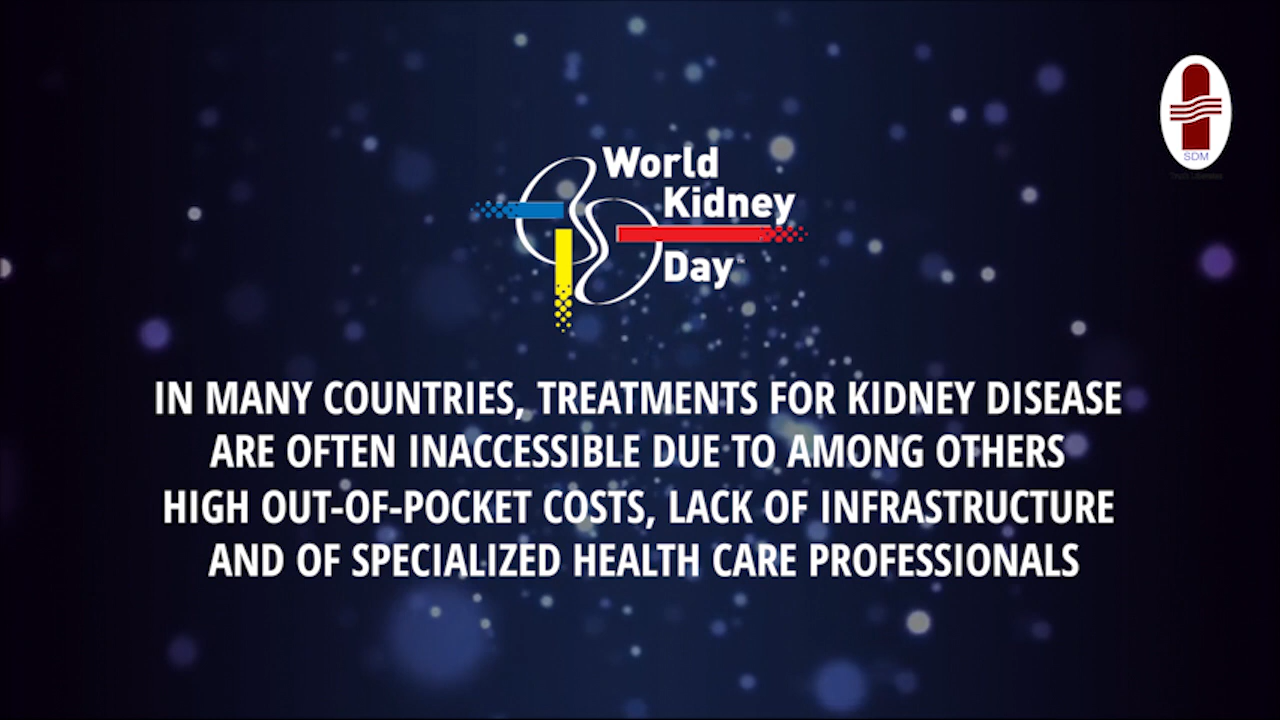 World
Kidney
Day
SDM
IN MANY COUNTRIES, TREATMENTS FOR KIDNEY DISEASE
ARE OFTEN INACCESSIBLE DUE TO AMONG OTHERS
HIGH OUT-OF-POCKET COSTS, LACK OF INFRASTRUCTURE
AND OF SPECIALIZED HEALTH CARE PROFESSIONALS